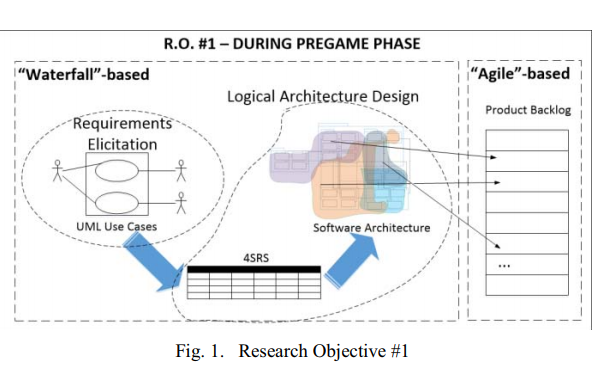 R.O. #1 – DURING PREGAME PHASE
“Waterfall”-based
“Agile”-based
Logical Architecture Design
Product Backlog
Requirements
Elicitation
UML Use Cases
Software Architecture
4SRS
...
Fig. 1. Research Objective #1